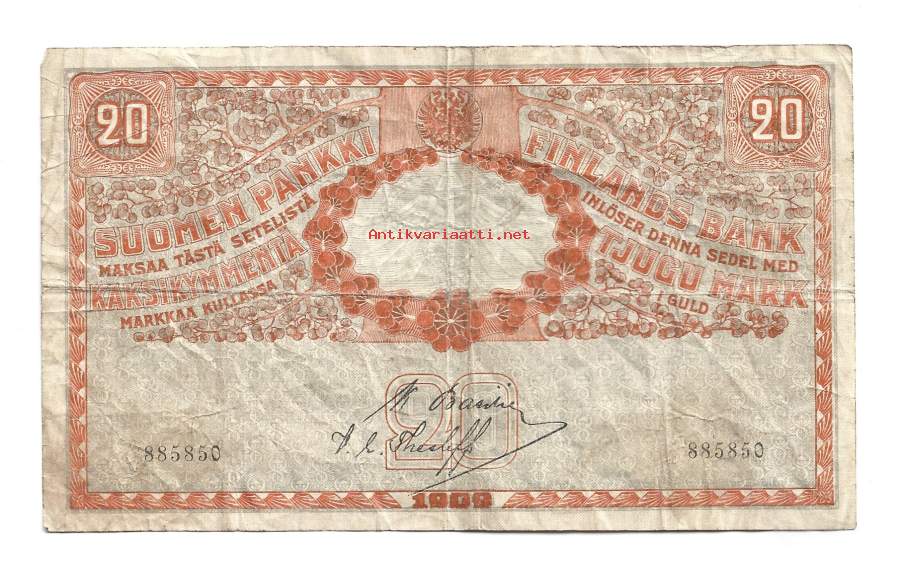 20
20
SUOMEN PANKKI
MAKSAA TÄSTÄ SETELISTÄ
KAKSIKYMMENTÄ
MARKKAA KULLASSA
FINLANDS BANK
INLÖSER DENNA SEDEL MED
TJUGU MARK
I GULD
Antikvariaatti.net
20
885850
885850
1909